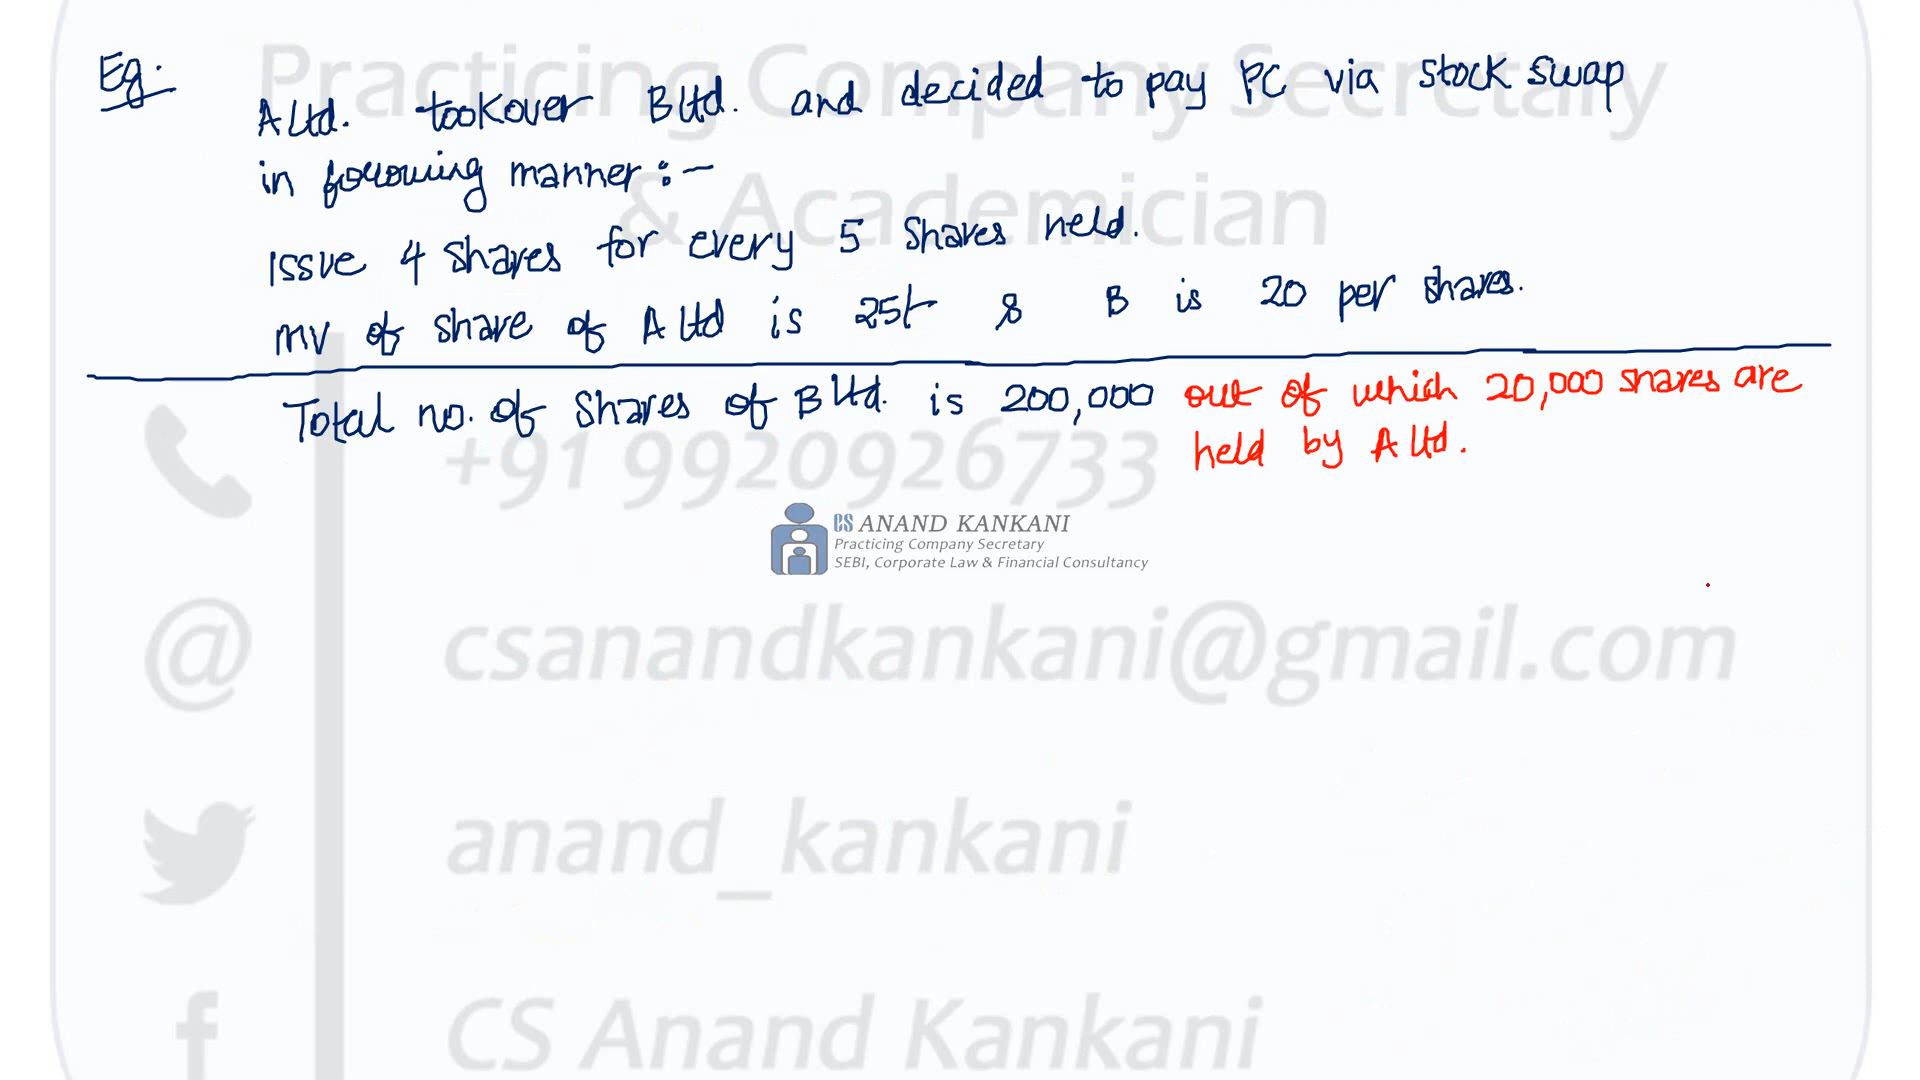 Practicing Company Secretary
& Academician
Eg:
A Ltd. tookover B Ltd. and decided to pay PC via stock swap
in following manner :-
Issue 4 shares for every 5 shares held.
MV of share of A Ltd is 25/- & B is 20 per shares.
Total no. of shares of B Ltd. is 200,000 out of which 20,000 shares are
held by A Ltd.
+91 9920926733
CS ANAND KANKANI
Practicing Company Secretary
SEBI, Corporate Law & Financial Consultancy
@ csanandkankani@gmail.com
anand_kankani
f CS Anand Kankani